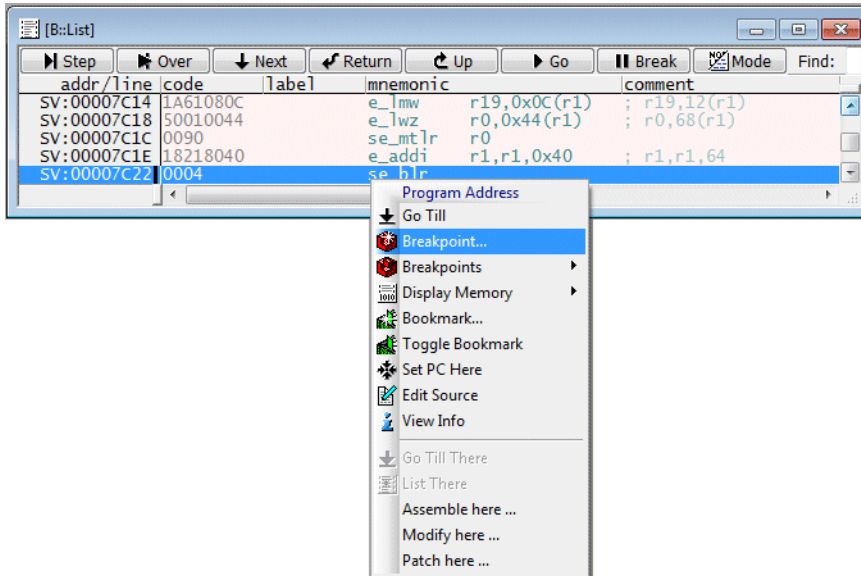 [B::List]
Step Over Next Return Up Go Break Mode Find:
addr/line code label mnemonic comment
SV:00007C14 1A61080C e_lmw r19,0x0C(r1) ; r19,12(r1)
SV:00007C18 50010044 e_lwz r0,0x44(r1) ; r0,68(r1)
SV:00007C1C 0090 se_mtlr r0
SV:00007C1E 18218040 e_addi r1,r1,0x40 ; r1,r1,64
SV:00007C22 0004 se_blr
Program Address
Go Till
Breakpoint...
Breakpoints
Display Memory
Bookmark...
Toggle Bookmark
Set PC Here
Edit Source
View Info
Go Till There
List There
Assemble here ...
Modify here ...
Patch here ...